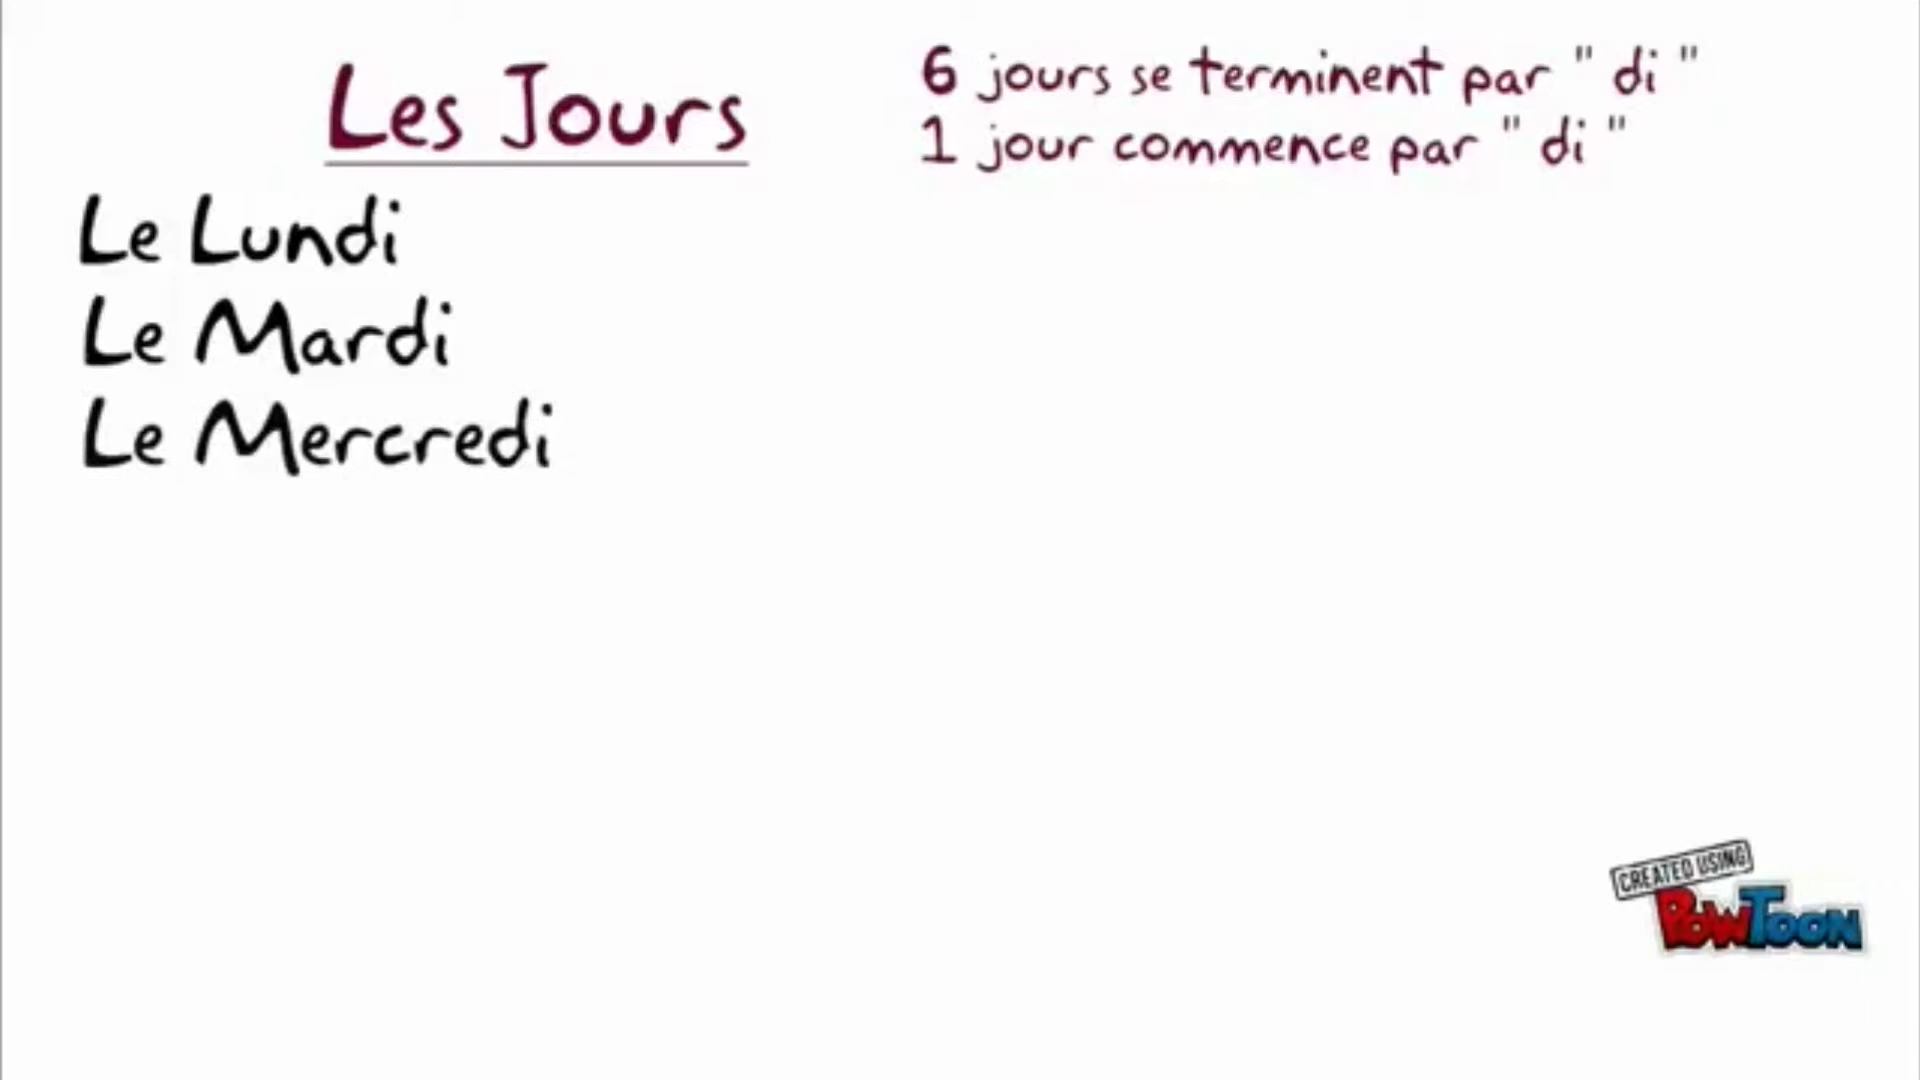 Les Jours
6 jours se terminent par " di "
1 jour commence par " di "
Le Lundi
Le Mardi
Le Mercredi
CREATED USING
POWTOON